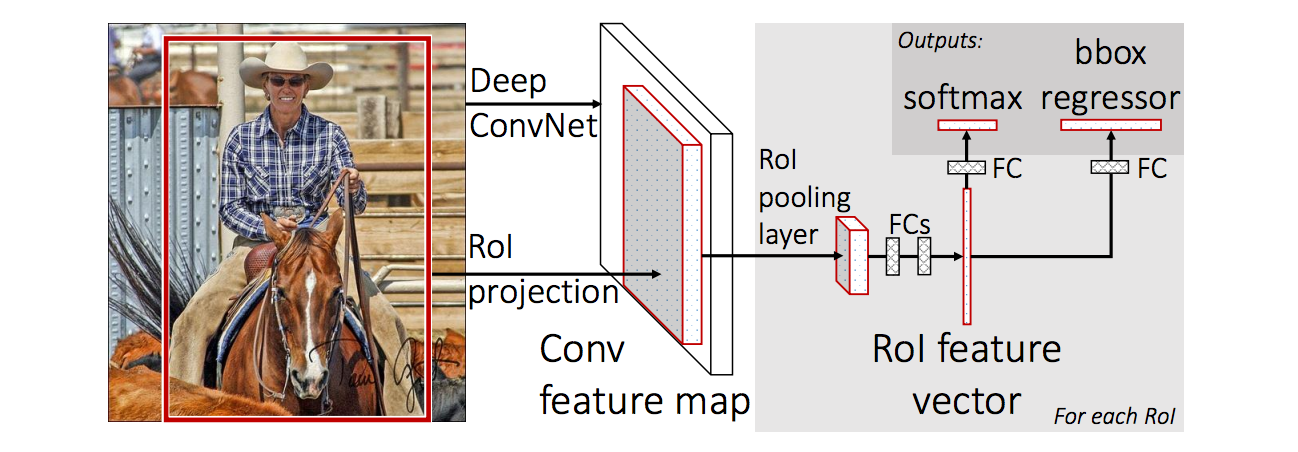 Deep
ConvNet
RoI
projection
Conv
feature map
RoI
pooling
layer
FCs
Outputs:
softmax
bbox
regressor
FC
FC
RoI feature
vector
For each RoI